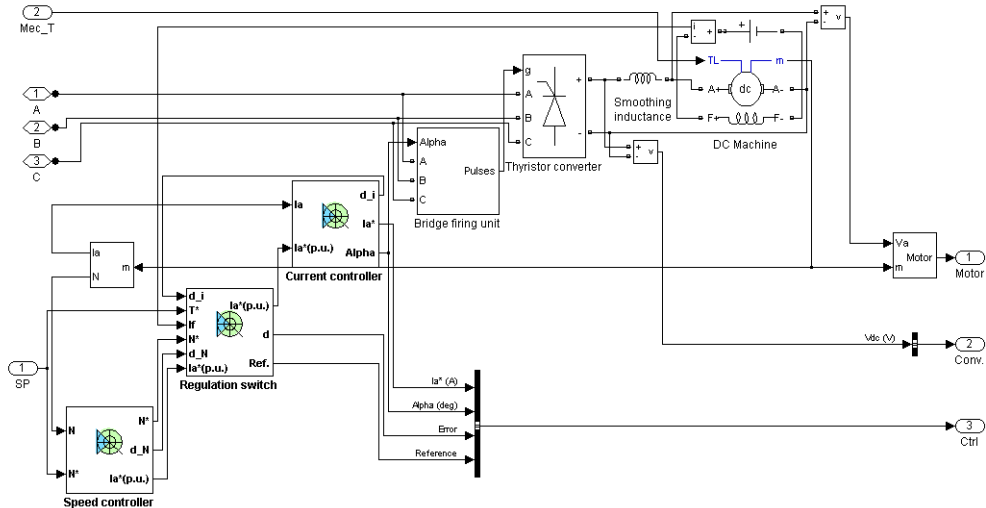 2
Mec_T
i
-
+
+
-
v
+
-
TL
m
A+
dc
A-
F+
F-
DC Machine
g
A
B
C
+
-
Thyristor converter
Smoothing
inductance
1
A
2
B
3
C
Alpha
A
B
C
Pulses
Bridge firing unit
+
-
v
Ia
Ia*(p.u.)
d_i
Ia*
Alpha
Current controller
Ia
N
m
Va
m
Motor
1
Motor
d_i
T*
If
N*
d_N
Ia*(p.u.)
Ia*(p.u.)
d
Ref.
Regulation switch
1
SP
Vdc (V)
2
Conv.
Ia* (A)
Alpha (deg)
Error
Reference
3
Ctrl
N
N*
N*
d_N
Ia*(p.u.)
Speed controller